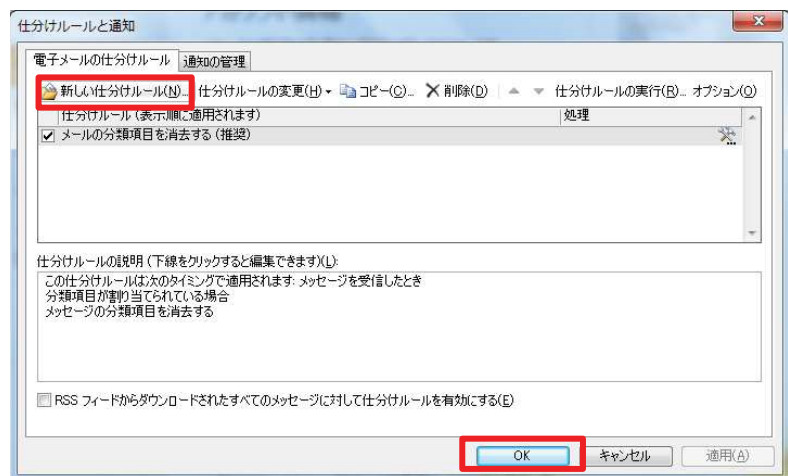 仕分けルールと通知
電子メールの仕分けルール 通知の管理
新しい仕分けルール(N)... 仕分けルールの変更(H) コピー(C)... 削除(D) 仕分けルールの実行(R)... オプション(O)
仕分けルール (表示順に適用されます) 処理
メールの分類項目を消去する (推奨)
仕分けルールの説明 (下線をクリックすると編集できます)(L):
この仕分けルールは次のタイミングで適用されます: メッセージを受信したとき
分類項目が割り当てられている場合
メッセージの分類項目を消去する
RSS フィードからダウンロードされたすべてのメッセージに対して仕分けルールを有効にする(E)
OK キャンセル 適用(A)